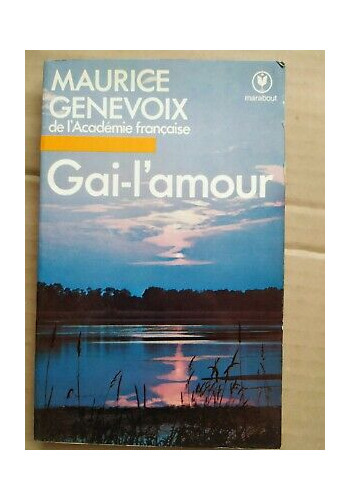 MAURICE
GENEVOIX
de l'Académie française
marabout
Gai-l'amour